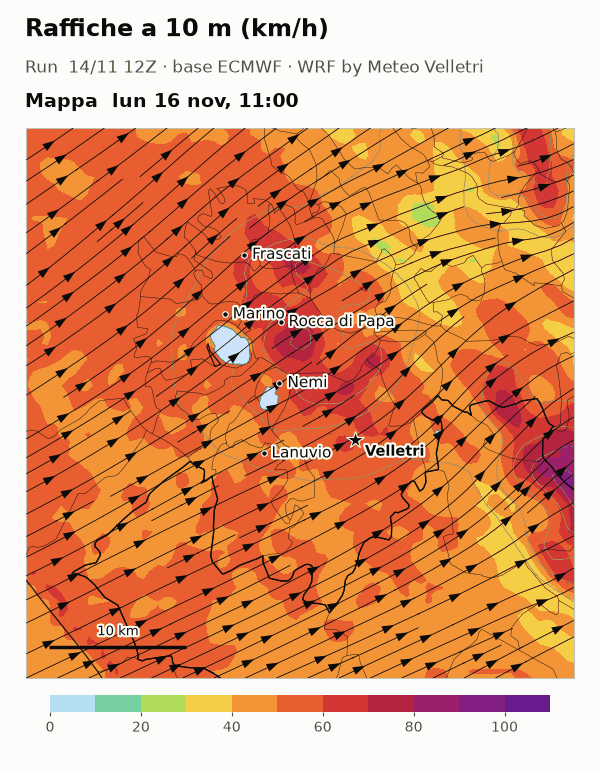 Raffiche a 10 m (km/h)
Run  14/11 12Z · base ECMWF · WRF by Meteo Velletri
Mappa  lun 16 nov, 11:00
Frascati
Marino
Rocca di Papa
Nemi
Velletri
Lanuvio
10 km
0 20 40 60 80 100